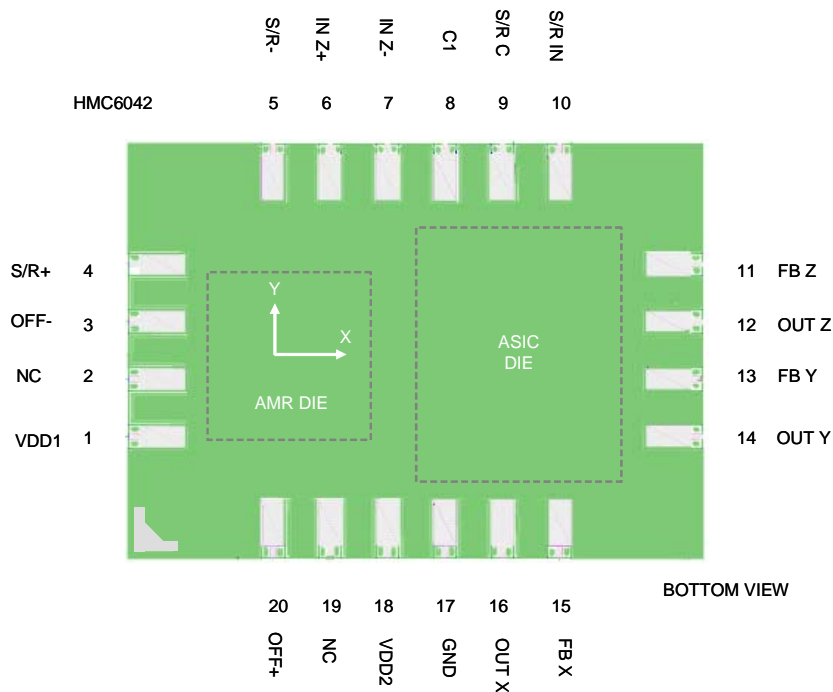 S/R-
IN Z+
IN Z-
C1
S/R C
S/R IN
HMC6042
5
6
7
8
9
10
S/R+ 4
OFF- 3
NC 2
VDD1 1
11 FB Z
12 OUT Z
13 FB Y
14 OUT Y
Y
X
AMR DIE
ASIC
DIE
BOTTOM VIEW
20
19
18
17
16
15
OFF+
NC
VDD2
GND
OUT X
FB X